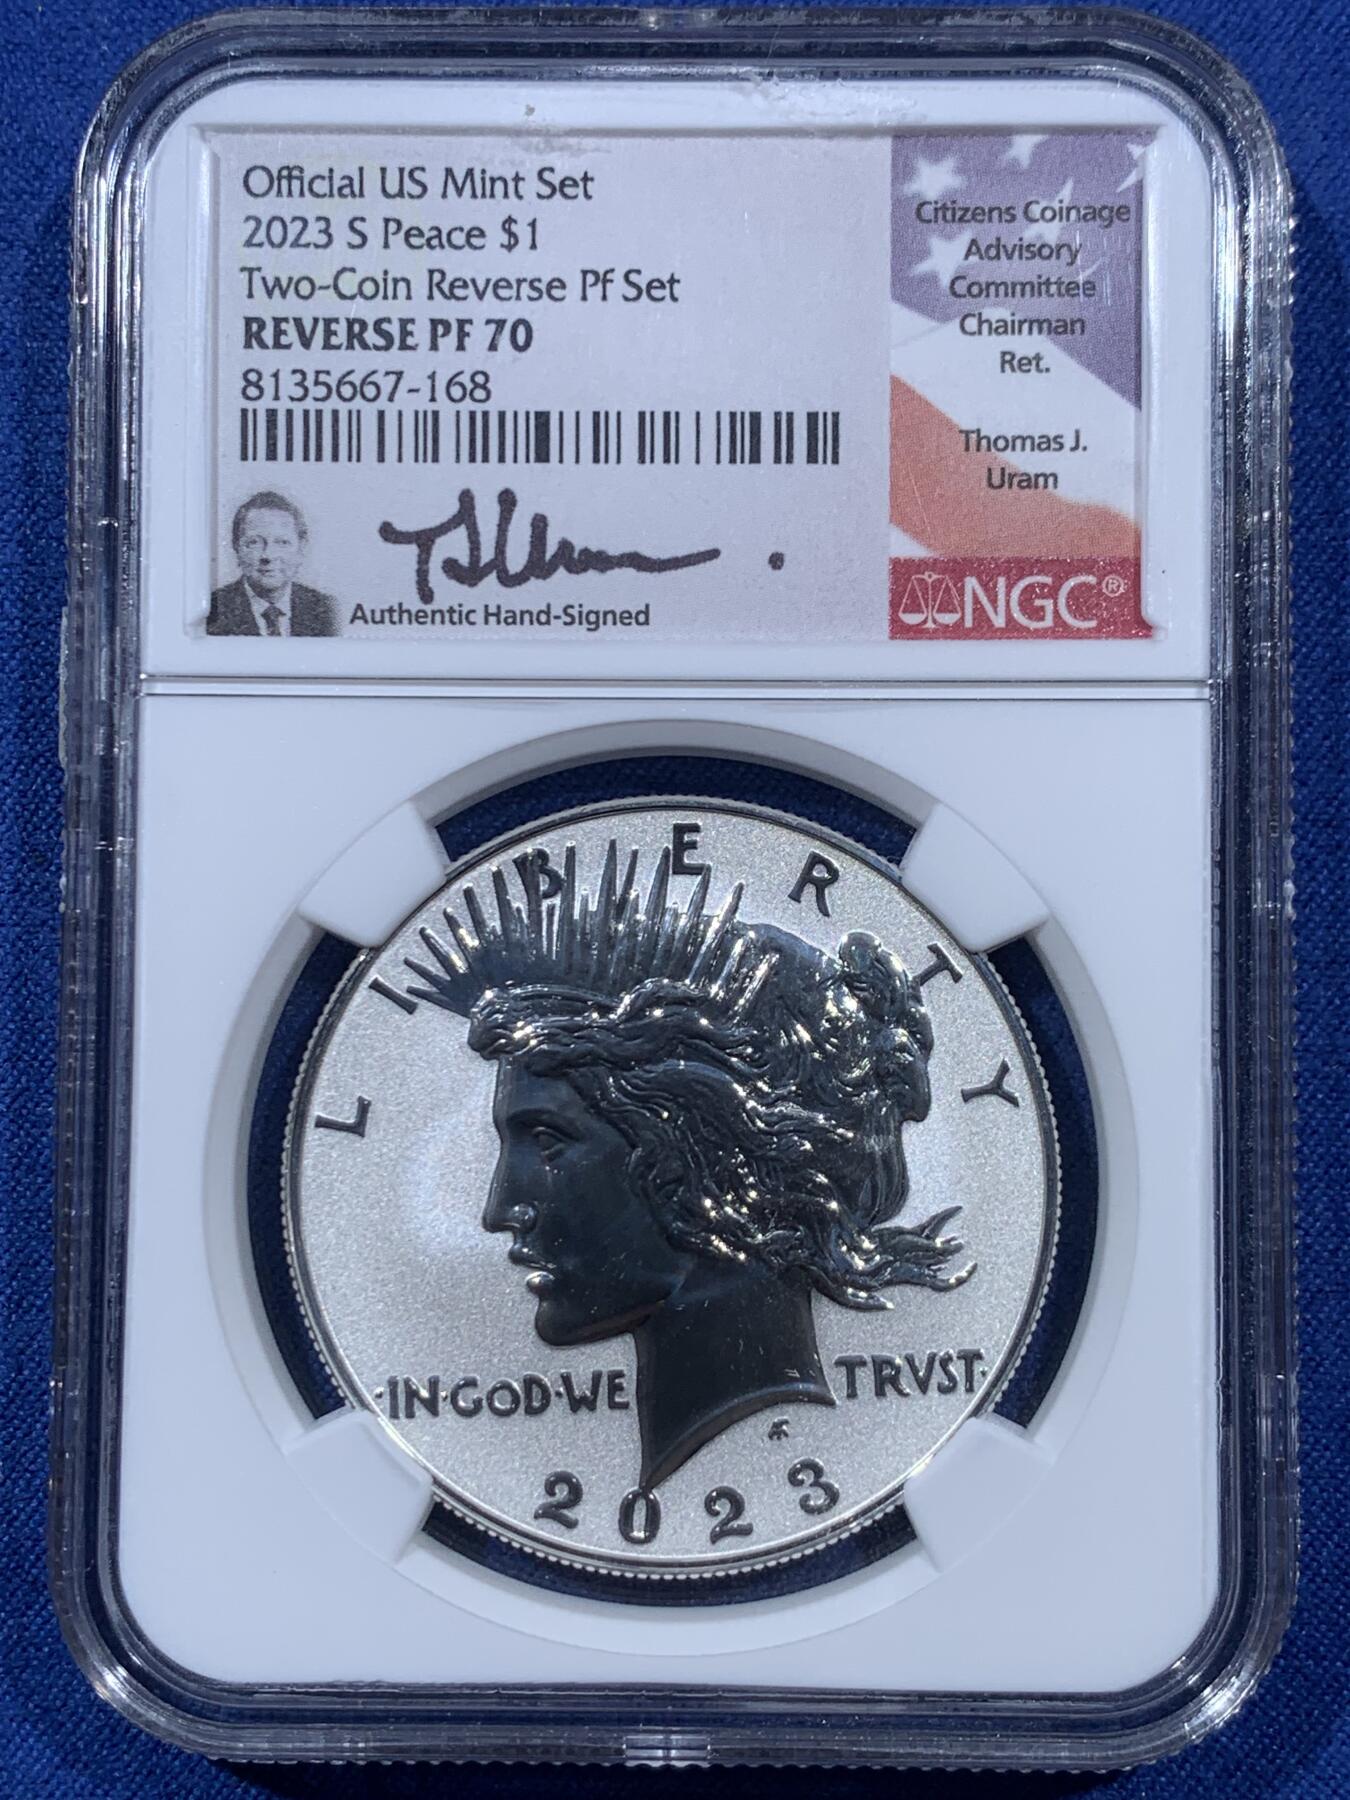 Official US Mint Set
2023 S Peace $1
Two-Coin Reverse Pf Set
REVERSE PF 70
8135667-168
Authentic Hand-Signed
Citizens Coinage
Advisory
Committee
Chairman
Ret.
Thomas J.
Uram
NGC®
LIBERTY
·IN·GOD·WE TRVST·
2023